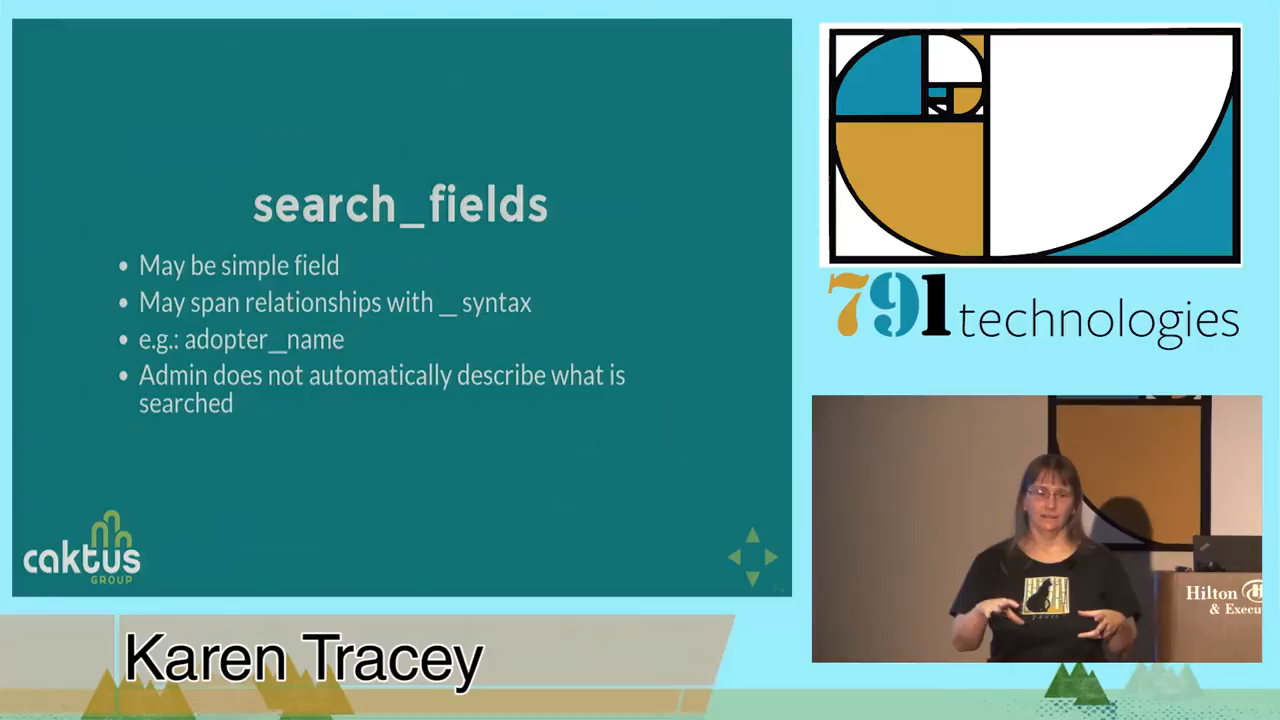 search_fields
• May be simple field
• May span relationships with __ syntax
• e.g.: adopter__name
• Admin does not automatically describe what is
searched
caktus
GROUP
Karen Tracey
791 technologies
Hilton
& Execu